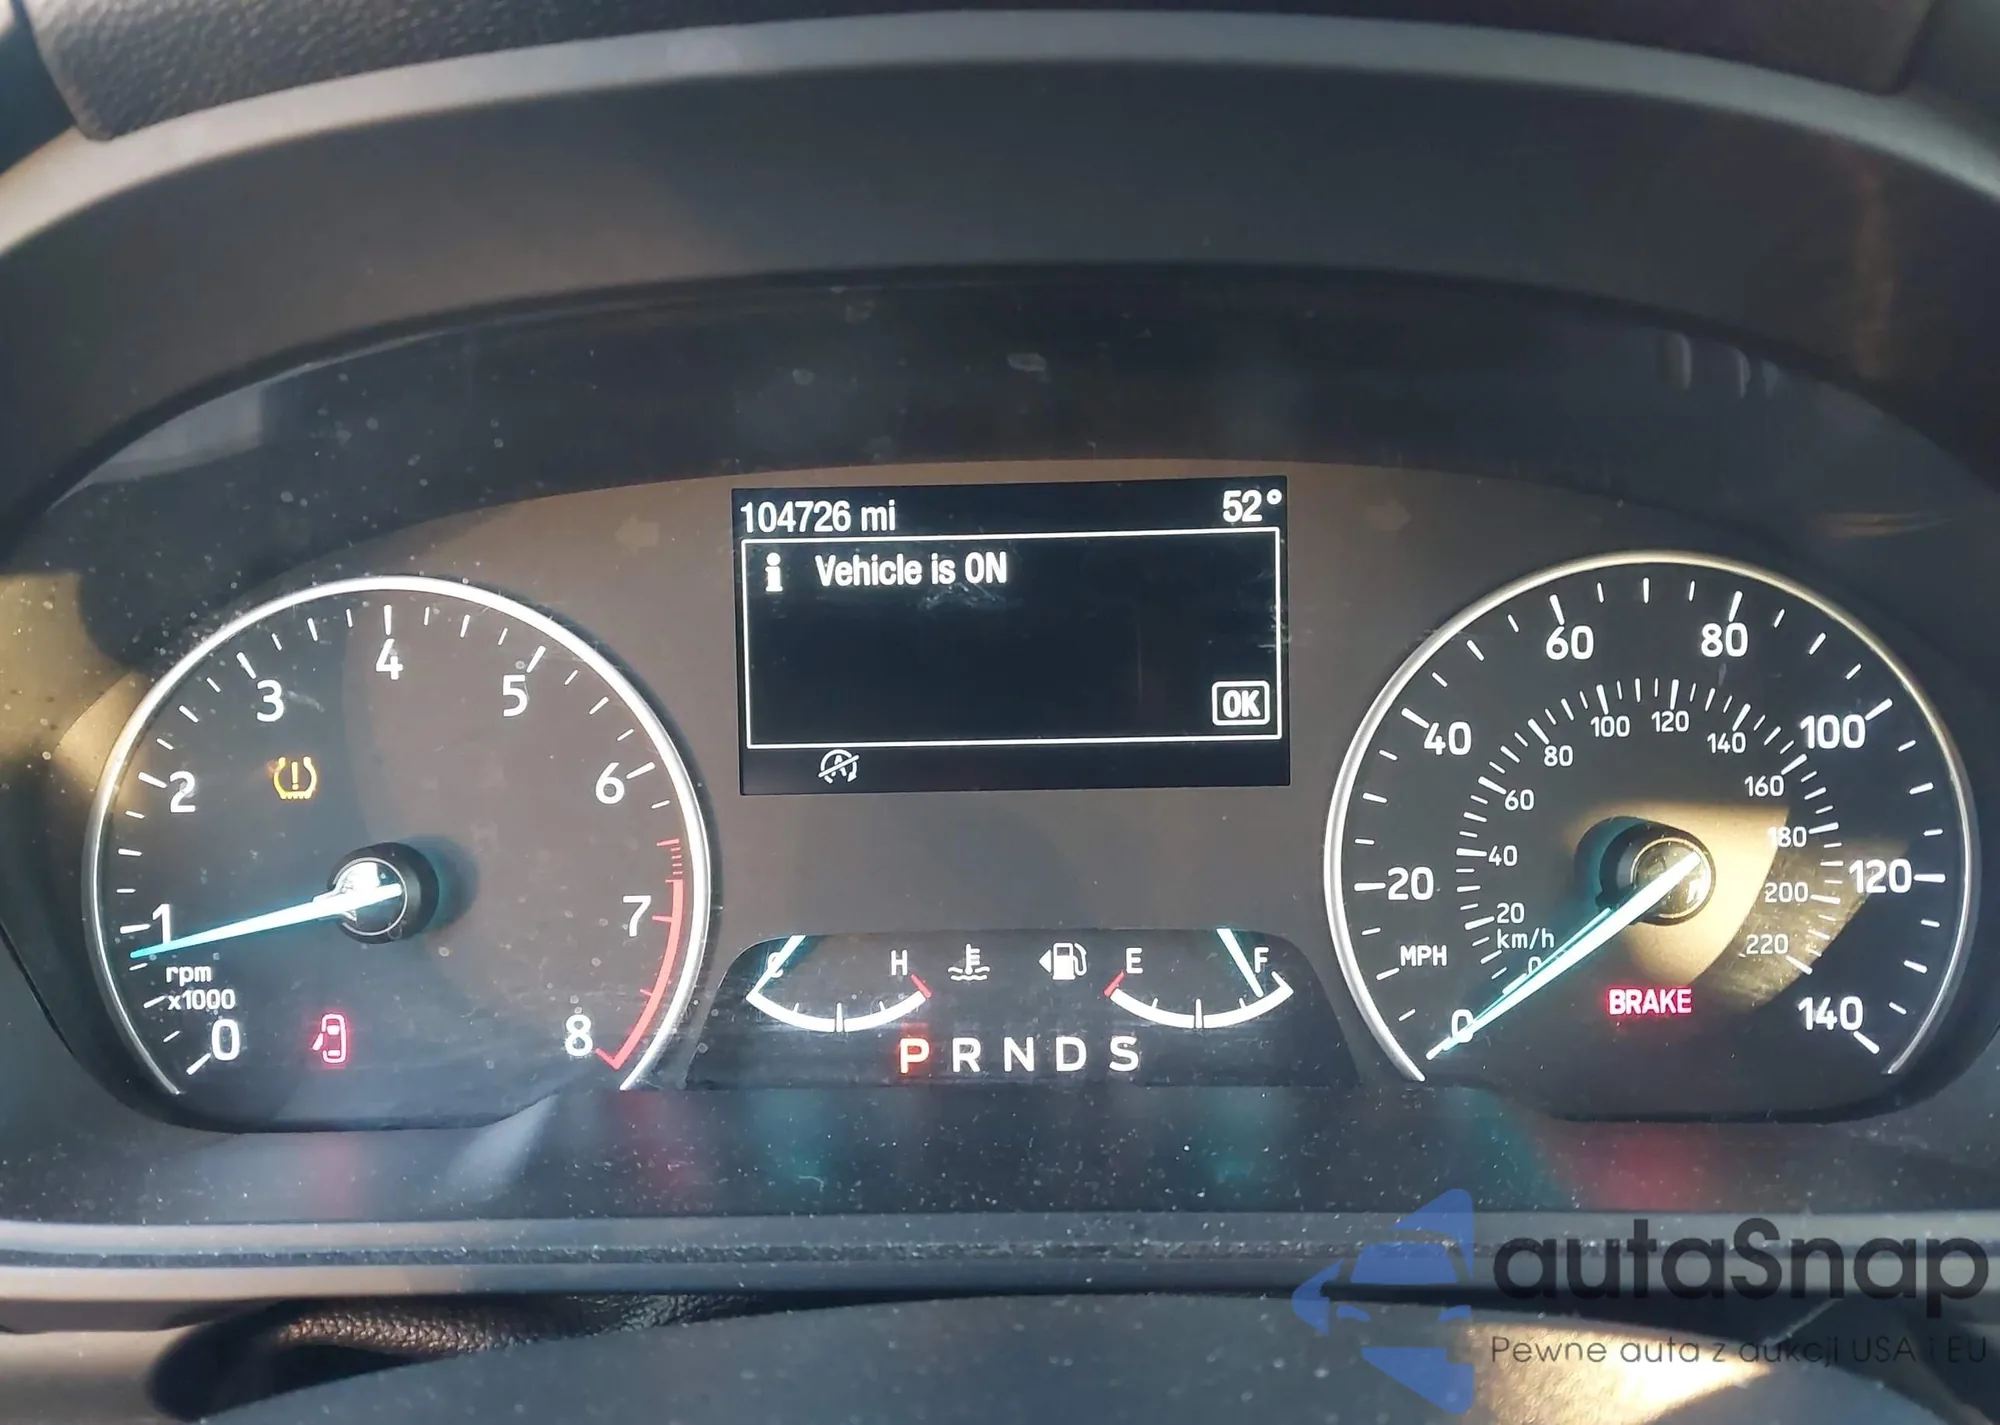 104726 mi 52°
i Vehicle is ON
OK
0 1 2 3 4 5 6 7 8
rpm
x1000
C H E F
P R N D S
0 20 40 60 80 100 120 140
MPH
0 20 40 60 80 100 120 140 160 180 200 220
km/h
BRAKE
autaSnap
Pewne auta z aukcji USA i EU